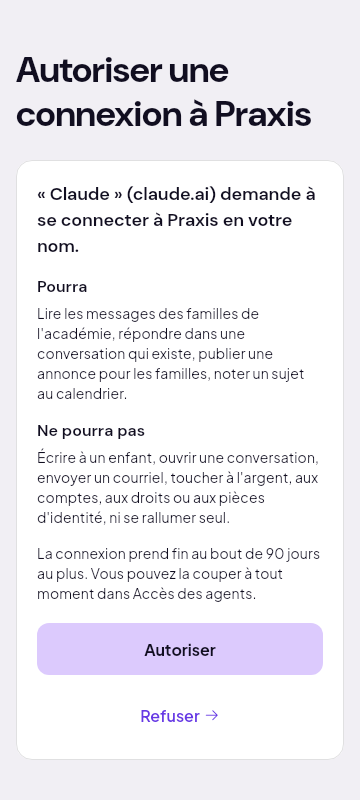 Autoriser une
connexion à Praxis
« Claude » (claude.ai) demande à
se connecter à Praxis en votre
nom.
Pourra
Lire les messages des familles de
l'académie, répondre dans une
conversation qui existe, publier une
annonce pour les familles, noter un sujet
au calendrier.
Ne pourra pas
Écrire à un enfant, ouvrir une conversation,
envoyer un courriel, toucher à l'argent, aux
comptes, aux droits ou aux pièces
d'identité, ni se rallumer seul.
La connexion prend fin au bout de 90 jours
au plus. Vous pouvez la couper à tout
moment dans Accès des agents.
Autoriser
Refuser →